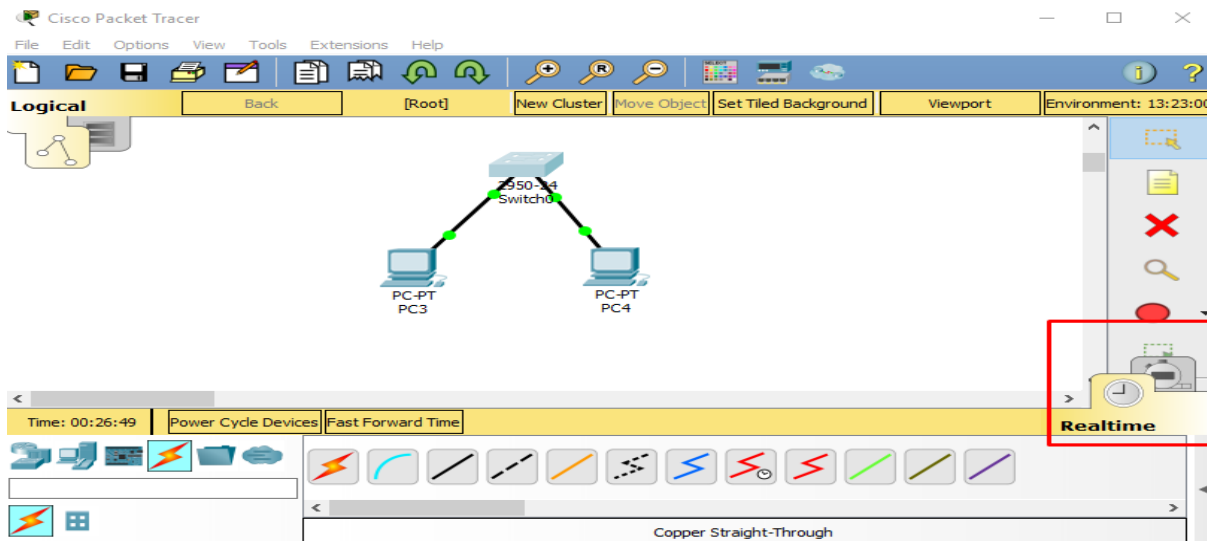 Cisco Packet Tracer
File Edit Options View Tools Extensions Help
Logical Back [Root] New Cluster Move Object Set Tiled Background Viewport Environment: 13:23:00
2950-24
Switch0
PC-PT PC-PT
PC3 PC4
Time: 00:26:49 Power Cycle Devices Fast Forward Time Realtime
Copper Straight-Through